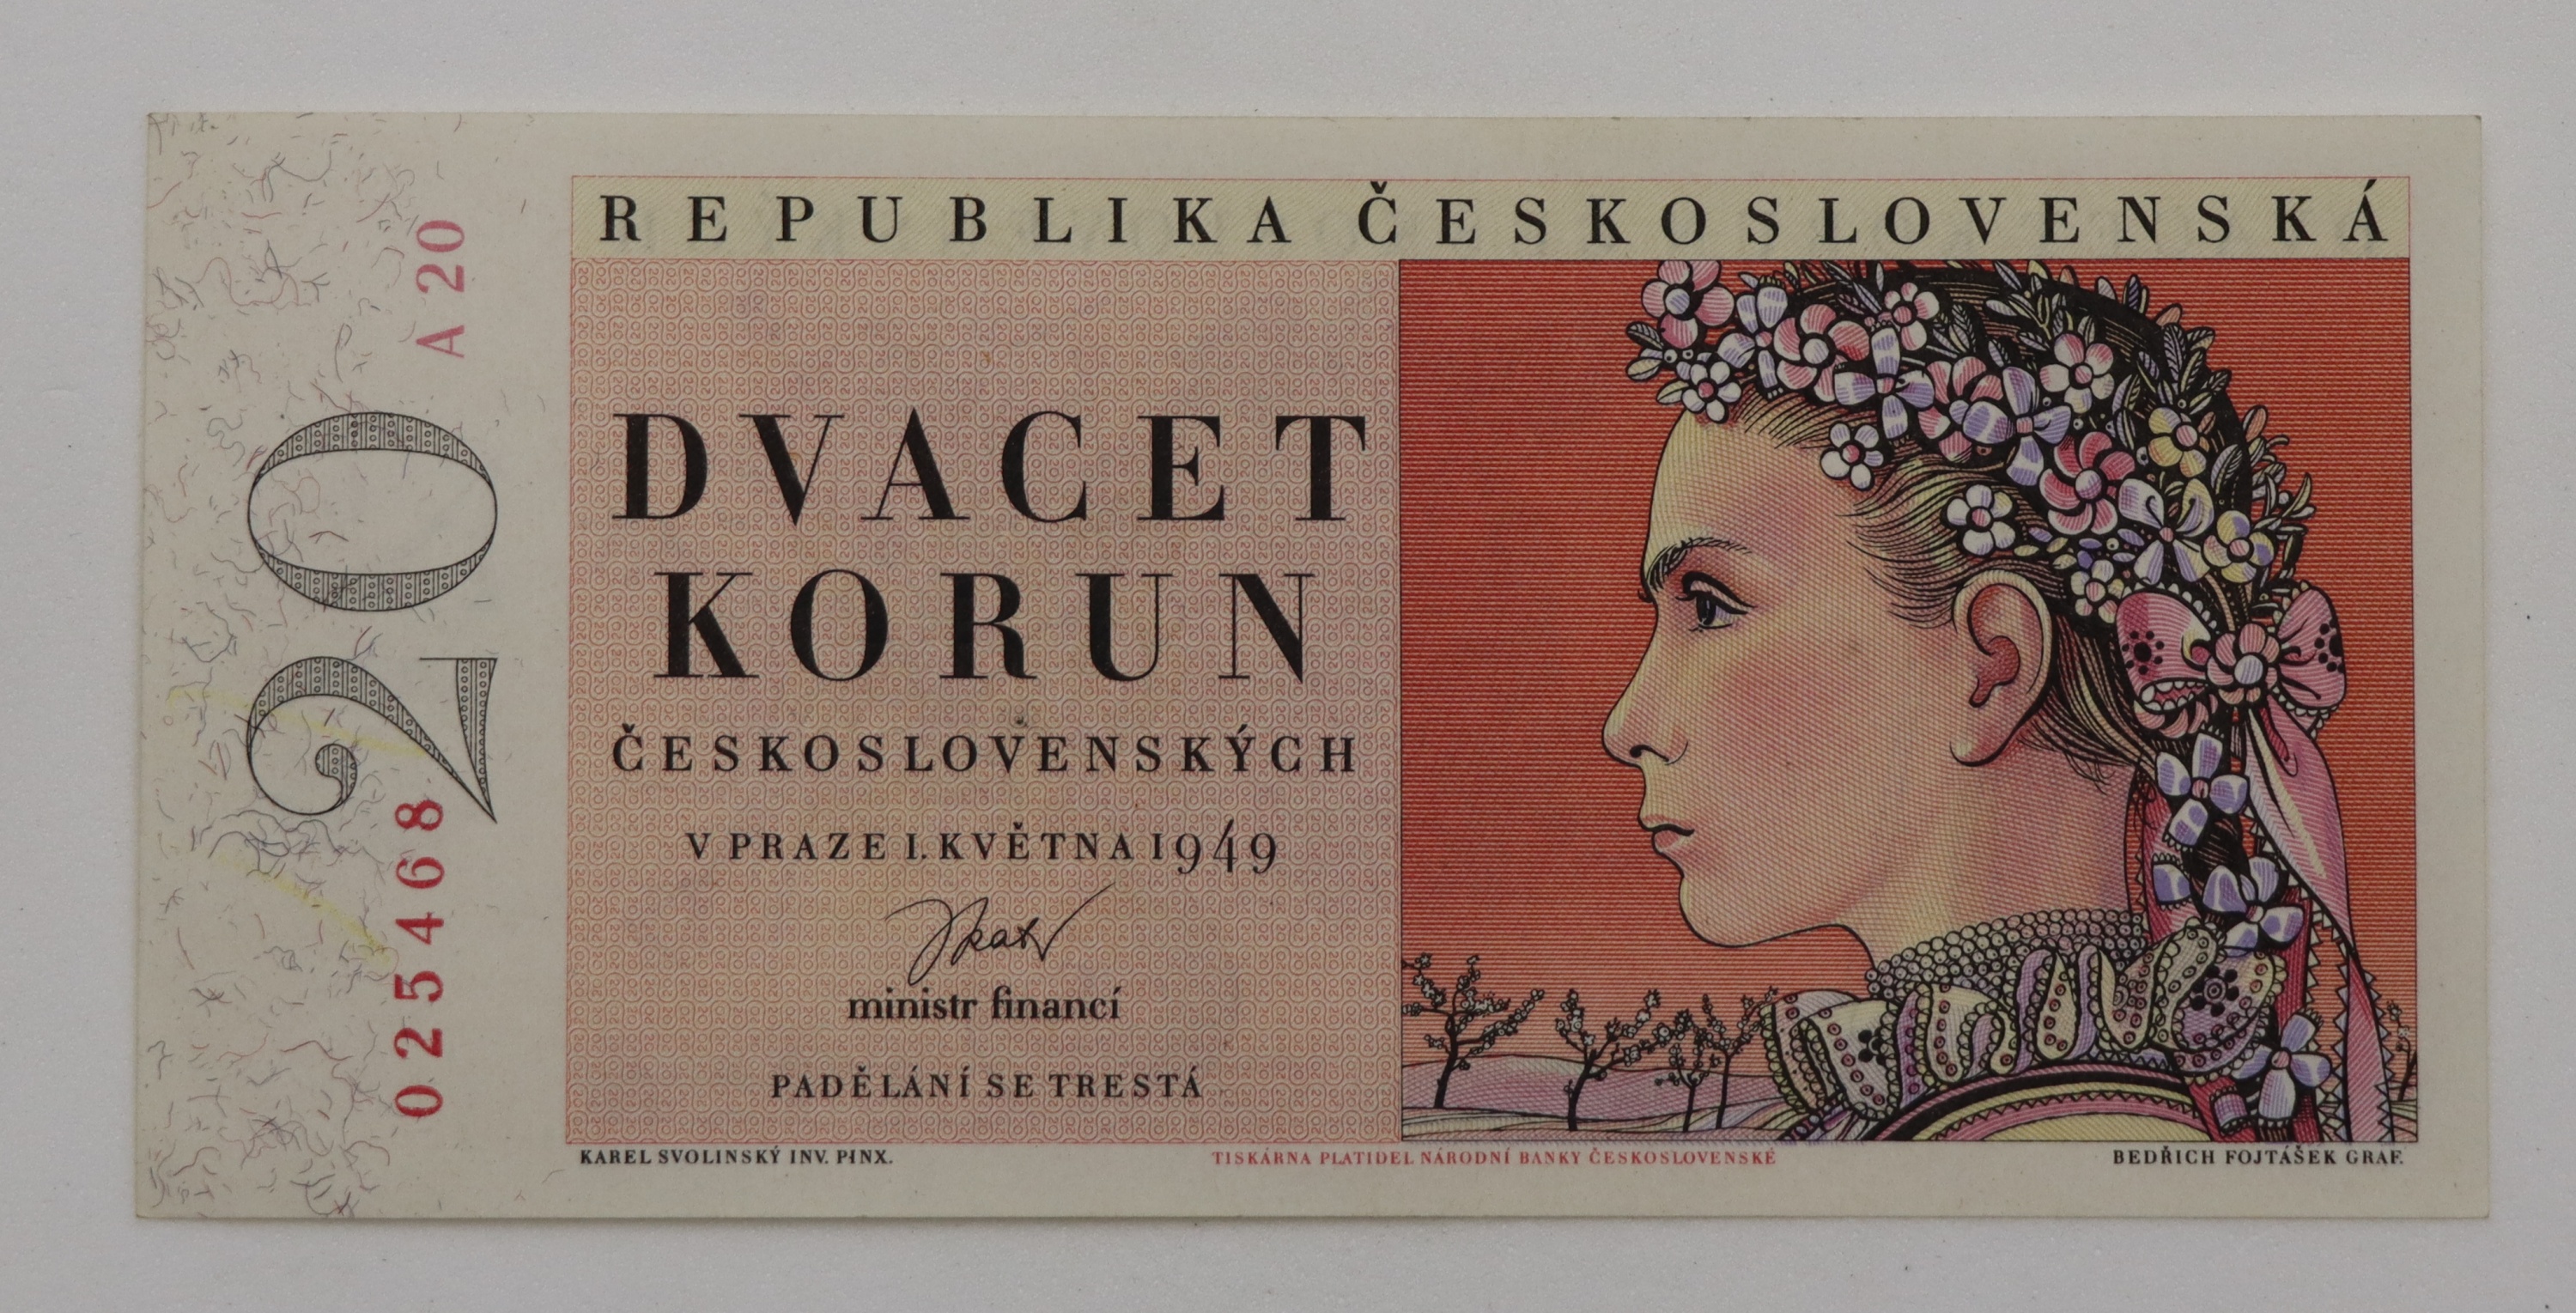 REPUBLIKA ČESKOSLOVENSKÁ
A 20
20
025468
DVACET
KORUN
ČESKOSLOVENSKÝCH
V PRAZE 1. KVĚTNA 1949
ministr financí
PADĚLÁNÍ SE TRESTÁ
KAREL SVOLINSKÝ INV. PINX.
TISKÁRNA PLATIDEL NÁRODNÍ BANKY ČESKOSLOVENSKÉ
BEDŘICH FOJTÁŠEK GRAF.